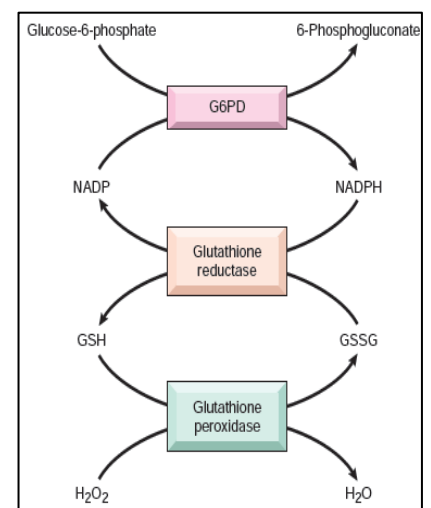 Glucose-6-phosphate 6-Phosphogluconate
G6PD
NADP NADPH
Glutathione
reductase
GSH GSSG
Glutathione
peroxidase
H₂O₂ H₂O